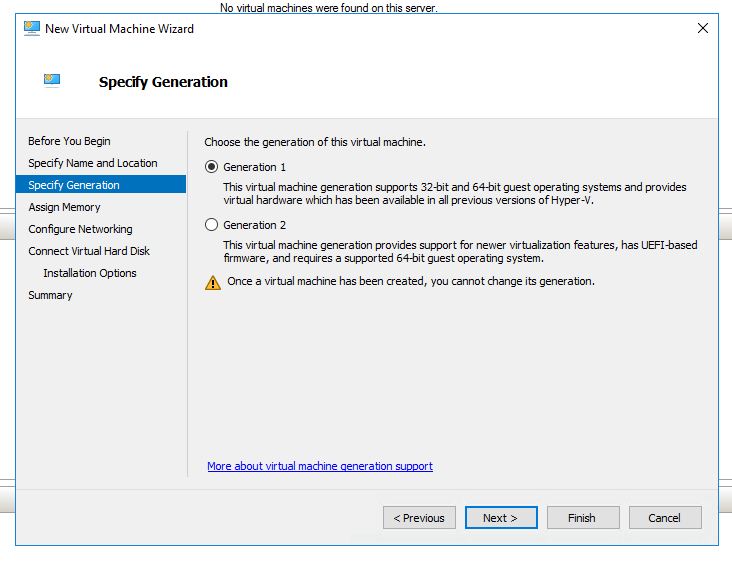 No virtual machines were found on this server.
New Virtual Machine Wizard
Specify Generation
Before You Begin
Specify Name and Location
Specify Generation
Assign Memory
Configure Networking
Connect Virtual Hard Disk
Installation Options
Summary
Choose the generation of this virtual machine.
Generation 1
This virtual machine generation supports 32-bit and 64-bit guest operating systems and provides
virtual hardware which has been available in all previous versions of Hyper-V.
Generation 2
This virtual machine generation provides support for newer virtualization features, has UEFI-based
firmware, and requires a supported 64-bit guest operating system.
Once a virtual machine has been created, you cannot change its generation.
More about virtual machine generation support
< Previous
Next >
Finish
Cancel